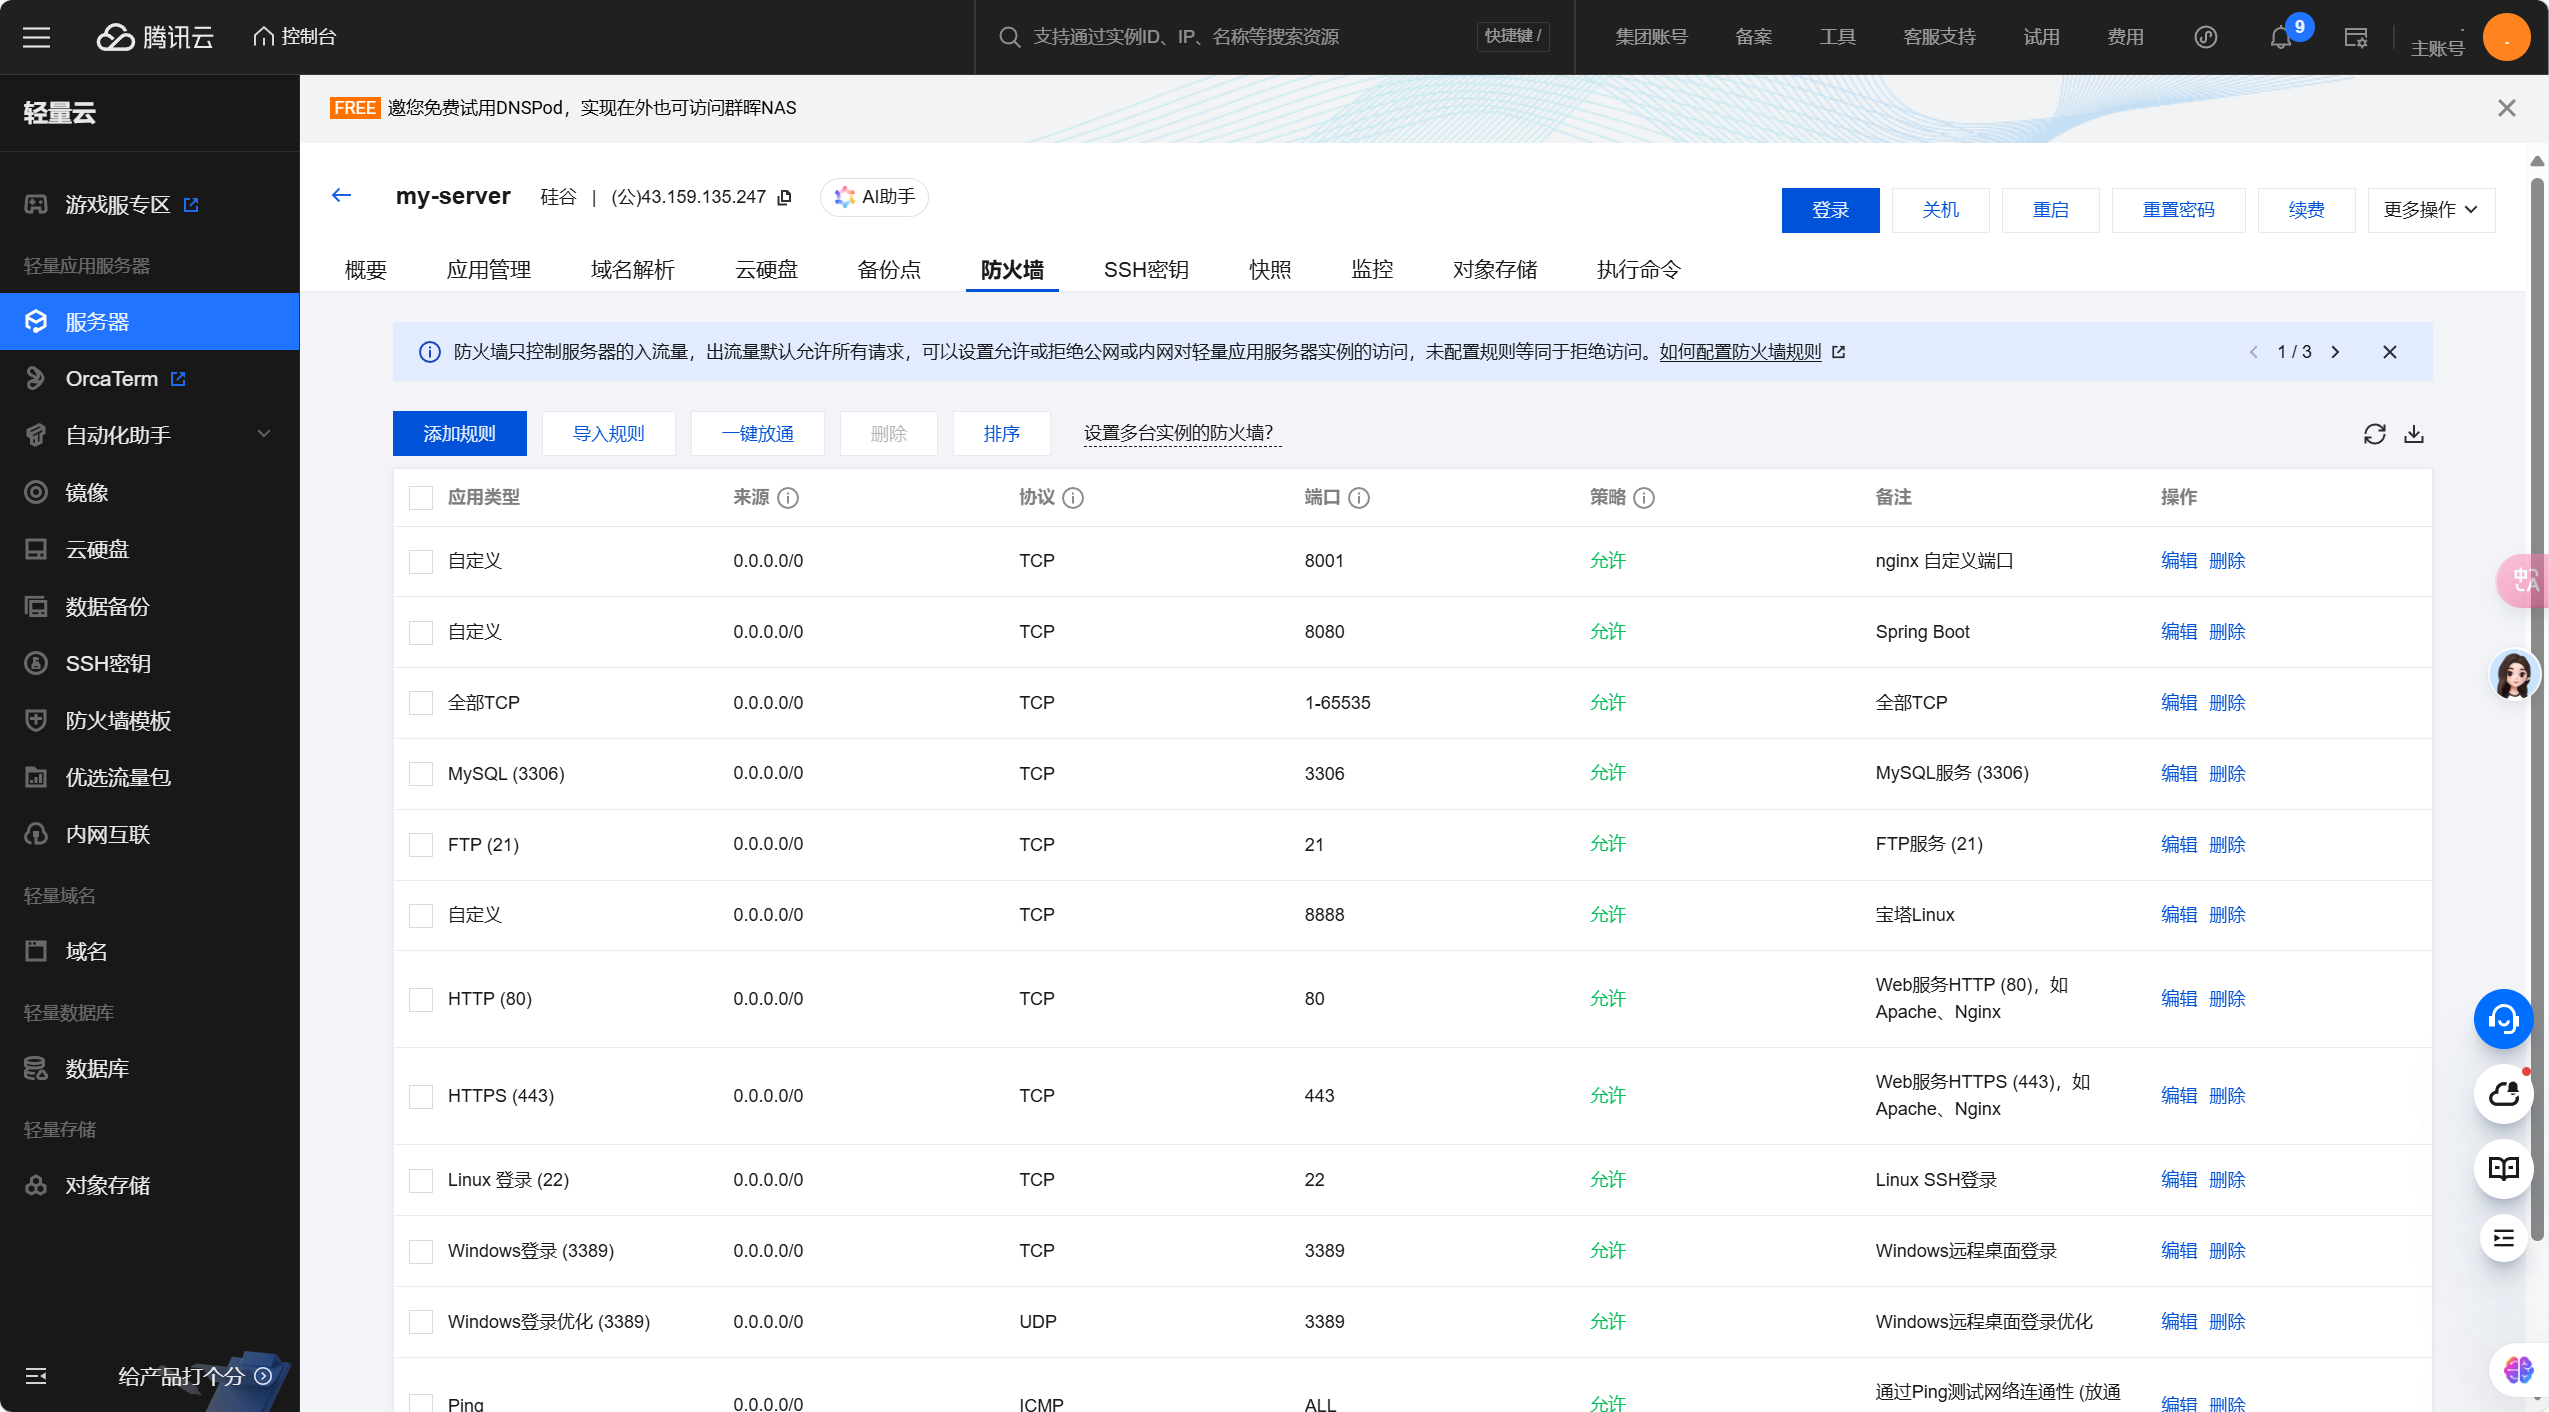 腾讯云
控制台
支持通过实例ID、IP、名称等搜索资源
快捷键 /
集团账号
备案
工具
客服支持
试用
费用
9
主账号
轻量云
游戏服专区
轻量应用服务器
服务器
OrcaTerm
自动化助手
镜像
云硬盘
数据备份
SSH密钥
防火墙模板
优选流量包
内网互联
轻量域名
域名
轻量数据库
数据库
轻量存储
对象存储
给产品打个分
FREE 邀您免费试用DNSPod，实现在外也可访问群晖NAS
my-server 硅谷 | (公)43.159.135.247 AI助手
登录 关机 重启 重置密码 续费 更多操作
概要 应用管理 域名解析 云硬盘 备份点 防火墙 SSH密钥 快照 监控 对象存储 执行命令
防火墙只控制服务器的入流量，出流量默认允许所有请求，可以设置允许或拒绝公网或内网对轻量应用服务器实例的访问，未配置规则等同于拒绝访问。如何配置防火墙规则 1 / 3
添加规则 导入规则 一键放通 删除 排序 设置多台实例的防火墙？
应用类型 来源 协议 端口 策略 备注 操作
自定义 0.0.0.0/0 TCP 8001 允许 nginx 自定义端口 编辑 删除
自定义 0.0.0.0/0 TCP 8080 允许 Spring Boot 编辑 删除
全部TCP 0.0.0.0/0 TCP 1-65535 允许 全部TCP 编辑 删除
MySQL (3306) 0.0.0.0/0 TCP 3306 允许 MySQL服务 (3306) 编辑 删除
FTP (21) 0.0.0.0/0 TCP 21 允许 FTP服务 (21) 编辑 删除
自定义 0.0.0.0/0 TCP 8888 允许 宝塔Linux 编辑 删除
HTTP (80) 0.0.0.0/0 TCP 80 允许 Web服务HTTP (80)，如
Apache、Nginx 编辑 删除
HTTPS (443) 0.0.0.0/0 TCP 443 允许 Web服务HTTPS (443)，如
Apache、Nginx 编辑 删除
Linux 登录 (22) 0.0.0.0/0 TCP 22 允许 Linux SSH登录 编辑 删除
Windows登录 (3389) 0.0.0.0/0 TCP 3389 允许 Windows远程桌面登录 编辑 删除
Windows登录优化 (3389) 0.0.0.0/0 UDP 3389 允许 Windows远程桌面登录优化 编辑 删除
Ping 0.0.0.0/0 ICMP ALL 允许 通过Ping测试网络连通性 (放通 编辑 删除
中 A